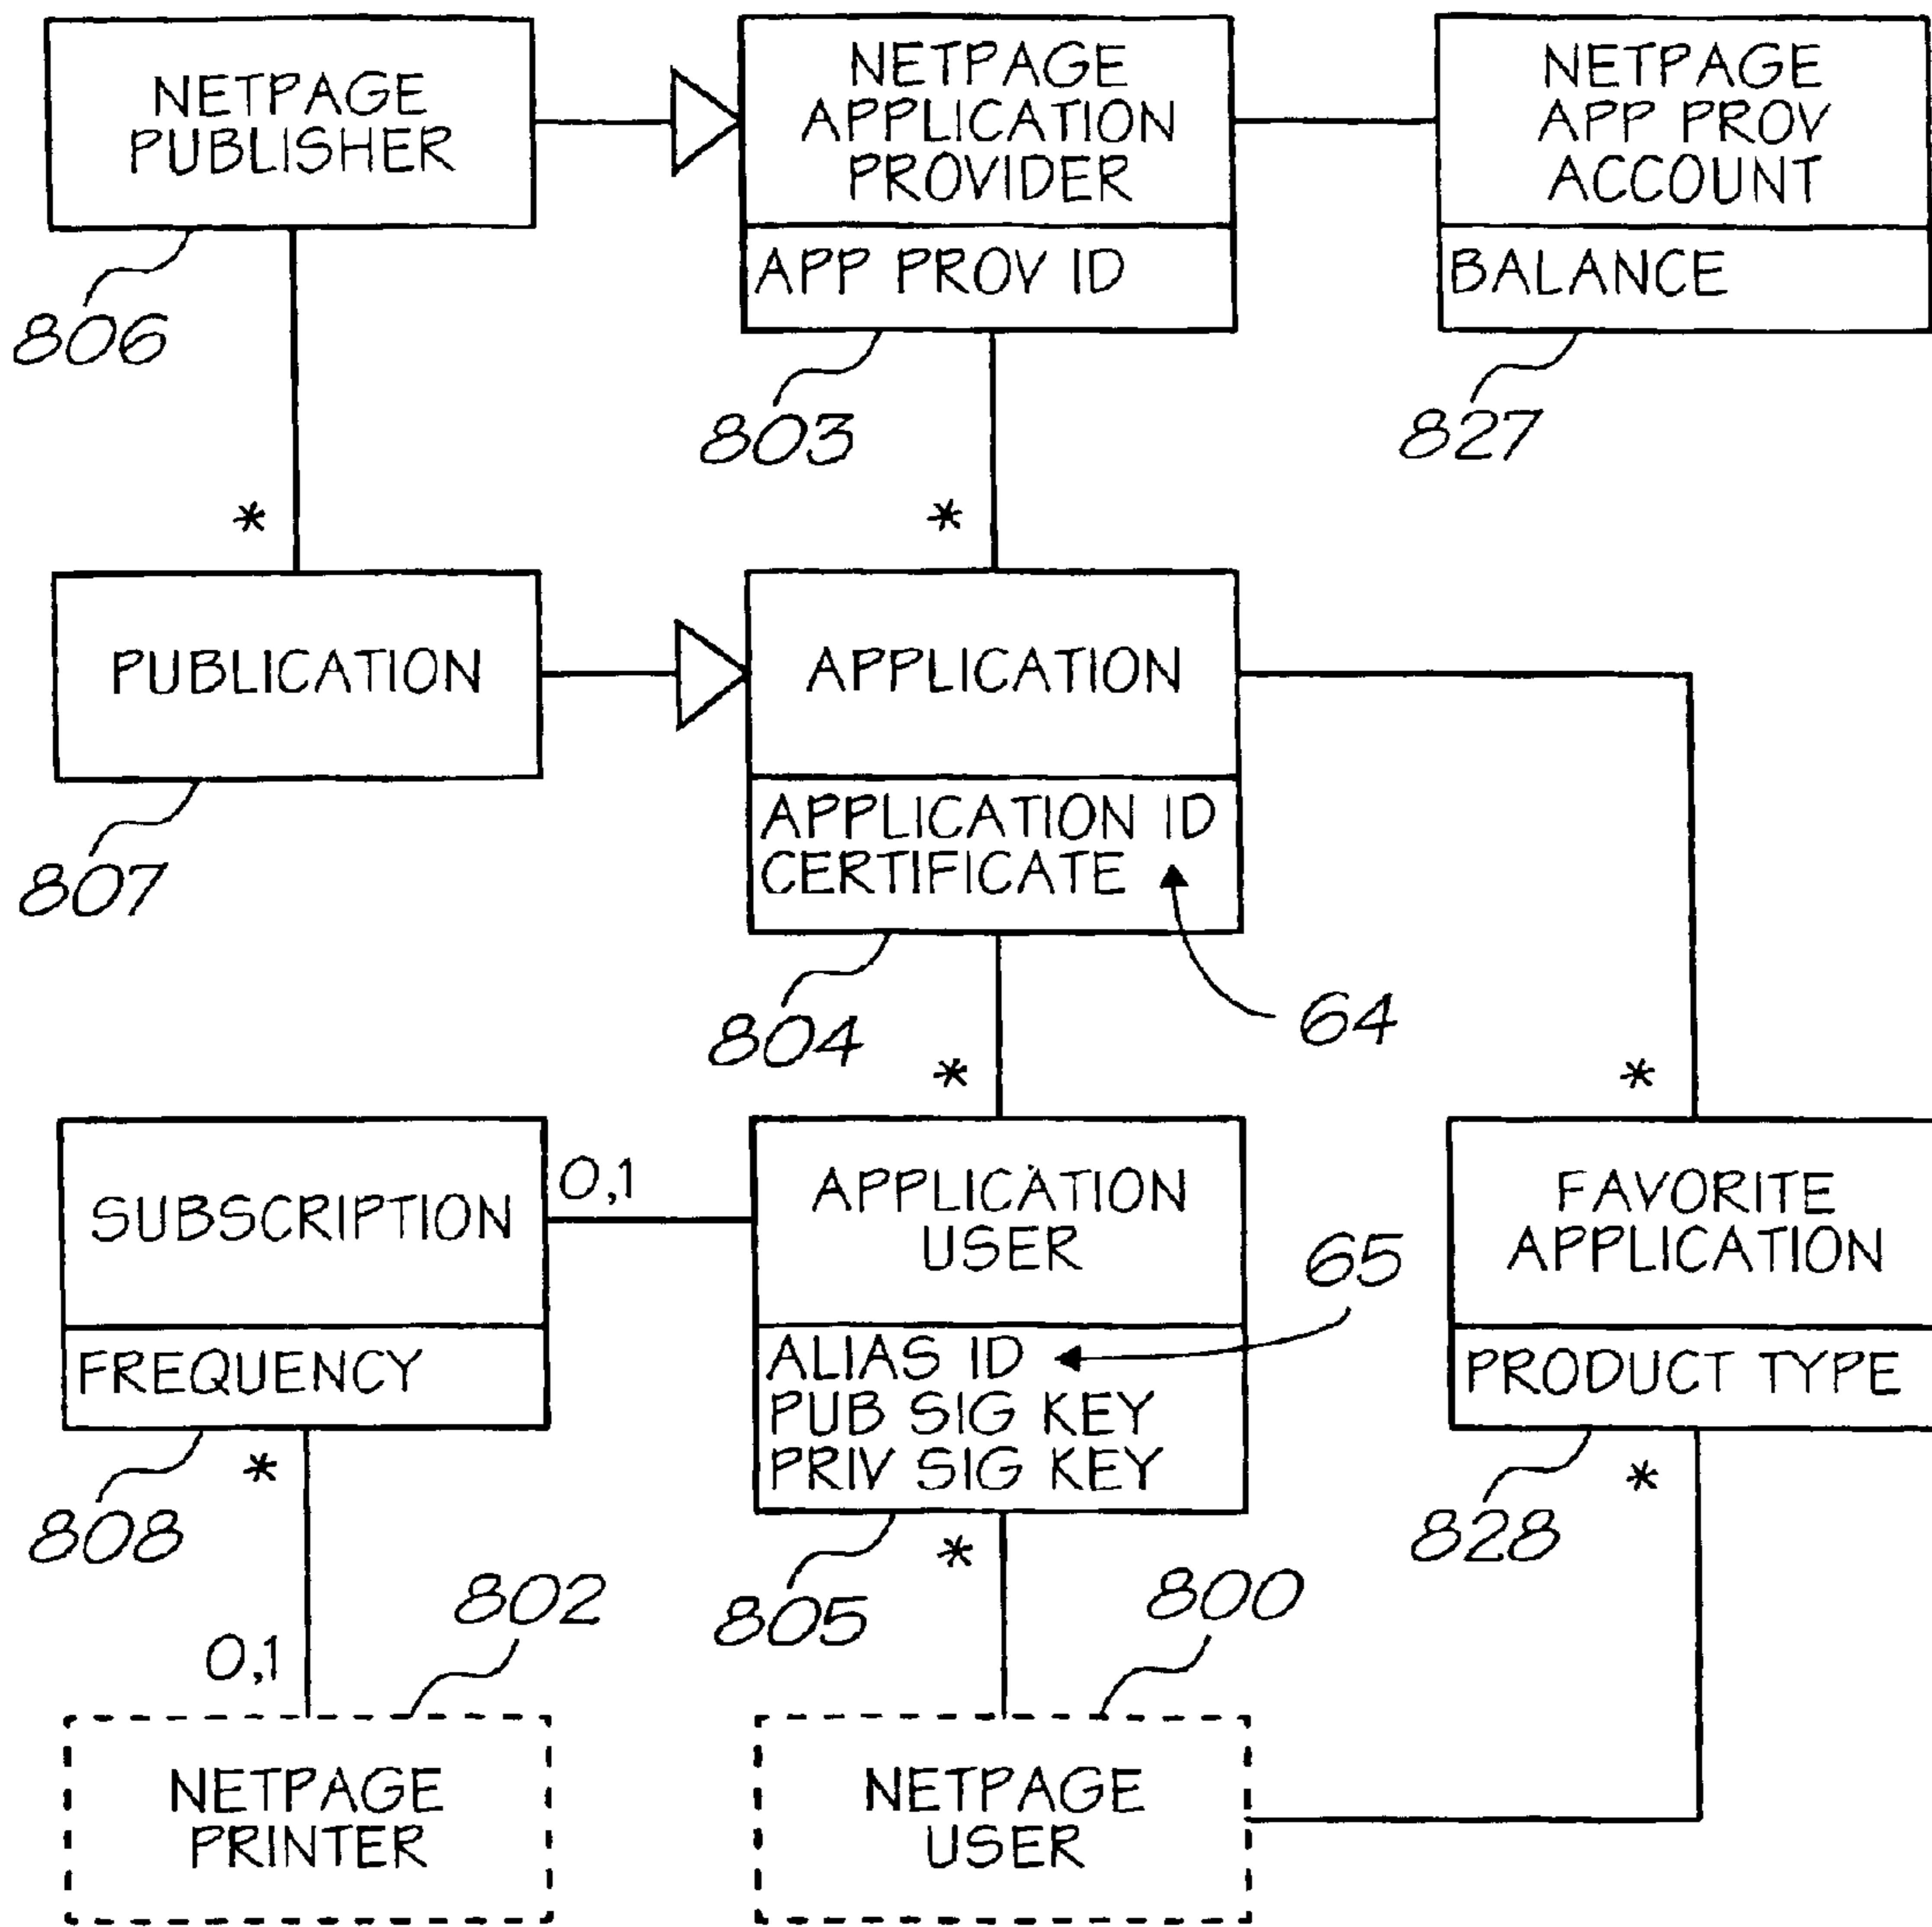 NETPAGE
PUBLISHER
NETPAGE
APPLICATION
PROVIDER
APP PROV ID
NETPAGE
APP PROV
ACCOUNT
BALANCE
806
803
827
*
*
PUBLICATION
APPLICATION
APPLICATION ID
CERTIFICATE
807
804
64
*
*
SUBSCRIPTION
FREQUENCY
0,1
APPLICATION
USER
ALIAS ID
PUB SIG KEY
PRIV SIG KEY
65
FAVORITE
APPLICATION
PRODUCT TYPE
808
*
805
*
828
*
802
800
0,1
NETPAGE
PRINTER
NETPAGE
USER